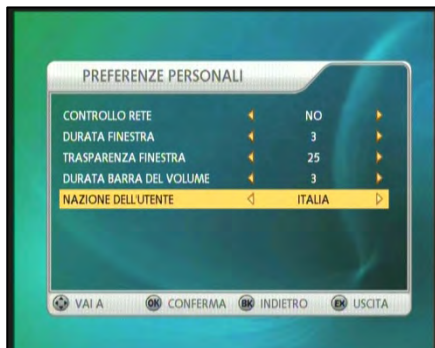 PREFERENZE PERSONALI
CONTROLLO RETE NO
DURATA FINESTRA 3
TRASPARENZA FINESTRA 25
DURATA BARRA DEL VOLUME 3
NAZIONE DELL'UTENTE ITALIA
VAI A OK CONFERMA BK INDIETRO EX USCITA